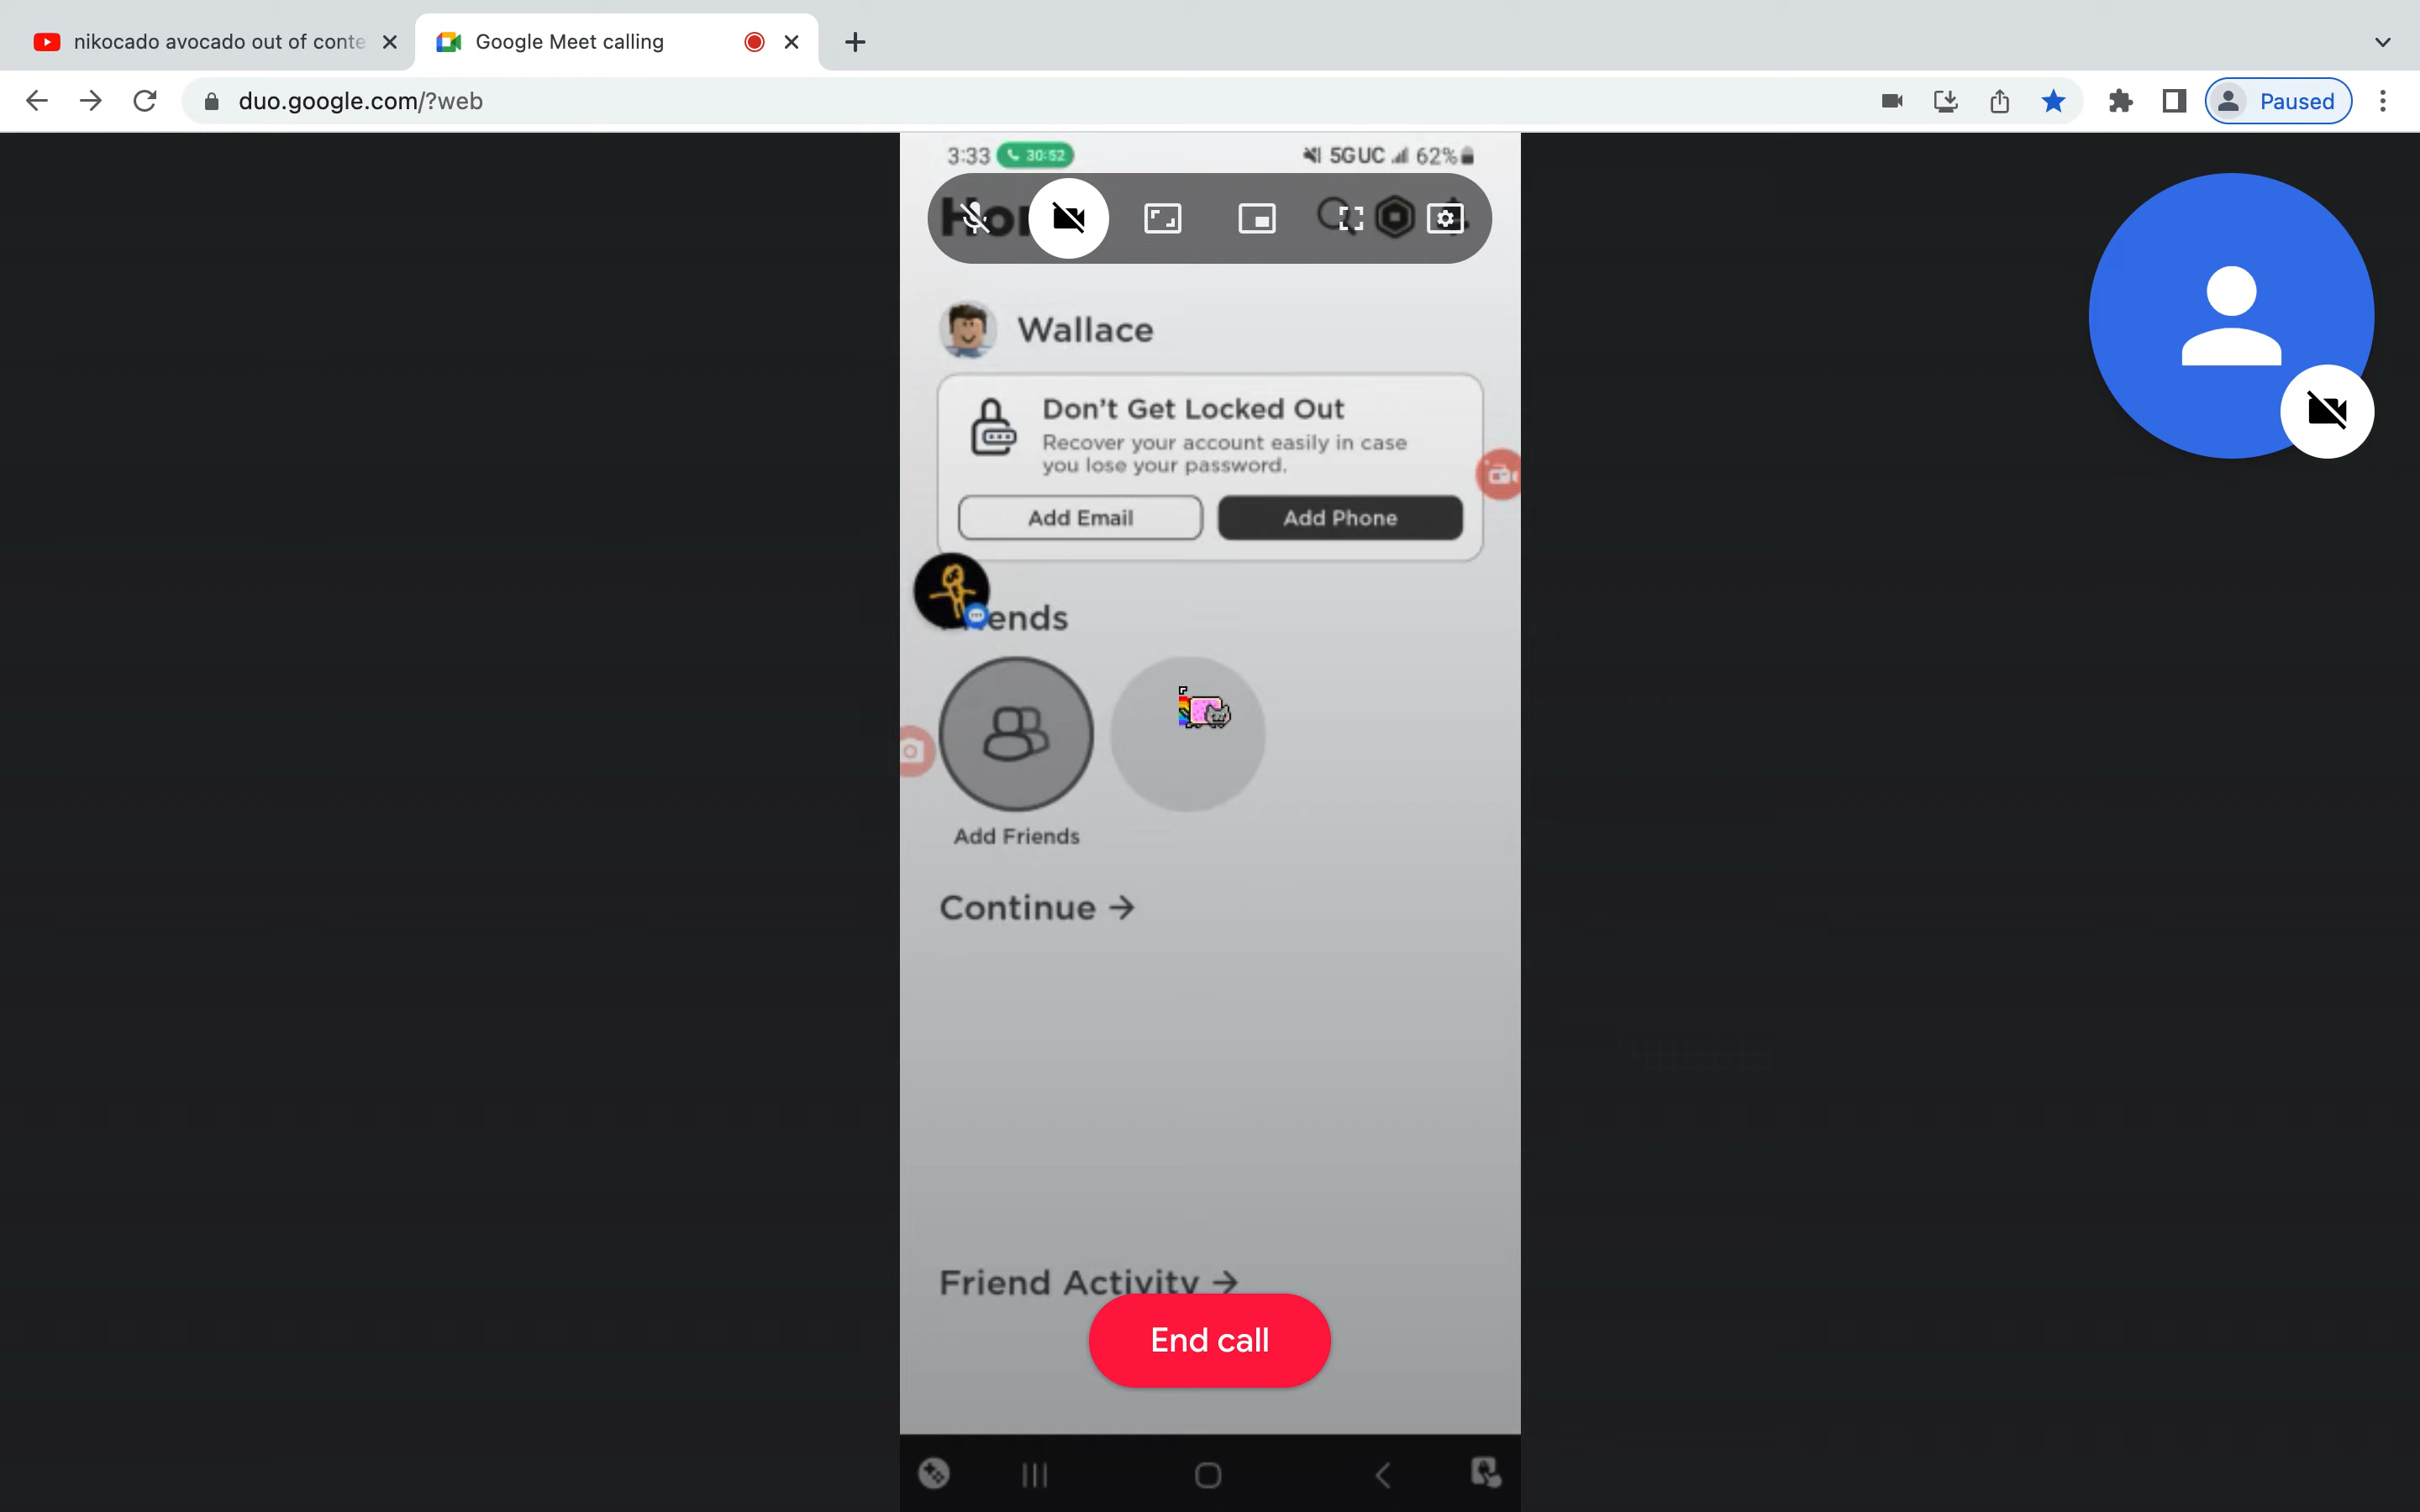 nikocado avocado out of conte
Google Meet calling
duo.google.com/?web
Paused
3:33 30:52 5GUC 62%
Wallace
Don't Get Locked Out
Recover your account easily in case
you lose your password.
Add Email Add Phone
ends
Add Friends
Continue →
Friend Activity →
End call